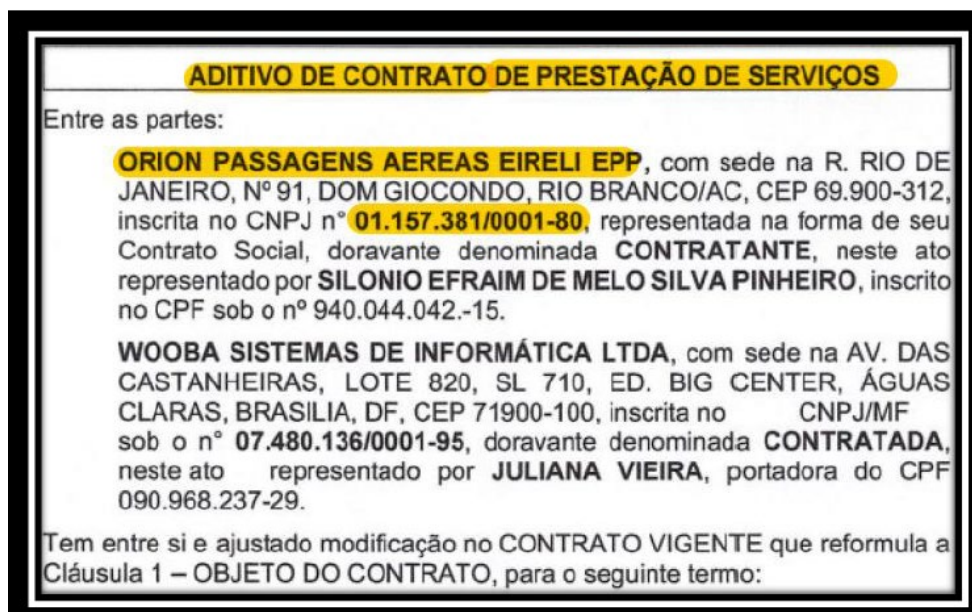 ADITIVO DE CONTRATO DE PRESTAÇÃO DE SERVIÇOS
Entre as partes:
ORION PASSAGENS AEREAS EIRELI EPP, com sede na R. RIO DE
JANEIRO, Nº 91, DOM GIOCONDO, RIO BRANCO/AC, CEP 69.900-312,
inscrita no CNPJ n° 01.157.381/0001-80, representada na forma de seu
Contrato Social, doravante denominada CONTRATANTE, neste ato
representado por SILONIO EFRAIM DE MELO SILVA PINHEIRO, inscrito
no CPF sob o nº 940.044.042.-15.
WOOBA SISTEMAS DE INFORMÁTICA LTDA, com sede na AV. DAS
CASTANHEIRAS, LOTE 820, SL 710, ED. BIG CENTER, ÁGUAS
CLARAS, BRASILIA, DF, CEP 71900-100, inscrita no CNPJ/MF
sob o n° 07.480.136/0001-95, doravante denominada CONTRATADA,
neste ato representado por JULIANA VIEIRA, portadora do CPF
090.968.237-29.
Tem entre si e ajustado modificação no CONTRATO VIGENTE que reformula a
Cláusula 1 – OBJETO DO CONTRATO, para o seguinte termo: